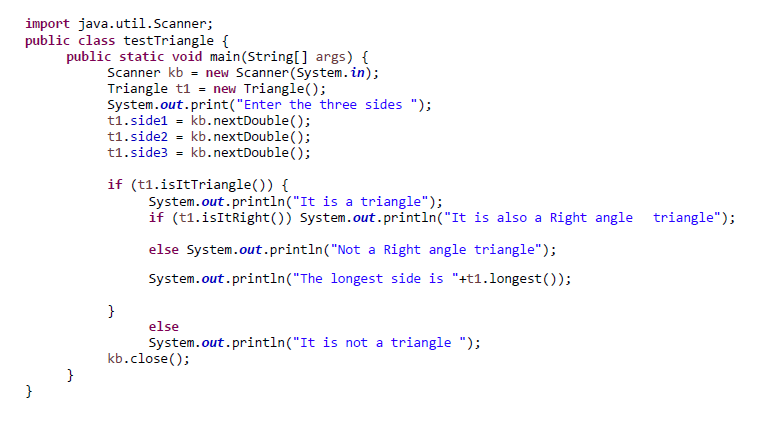 import java.util.Scanner;
public class testTriangle {
public static void main(String[] args) {
Scanner kb = new Scanner(System.in);
Triangle t1 = new Triangle();
System.out.print("Enter the three sides ");
t1.side1 = kb.nextDouble();
t1.side2 = kb.nextDouble();
t1.side3 = kb.nextDouble();
if (t1.isItTriangle()) {
System.out.println("It is a triangle");
if (t1.isItRight()) System.out.println("It is also a Right angle  triangle");
else System.out.println("Not a Right angle triangle");
System.out.println("The longest side is "+t1.longest());
}
else
System.out.println("It is not a triangle ");
kb.close();
}
}